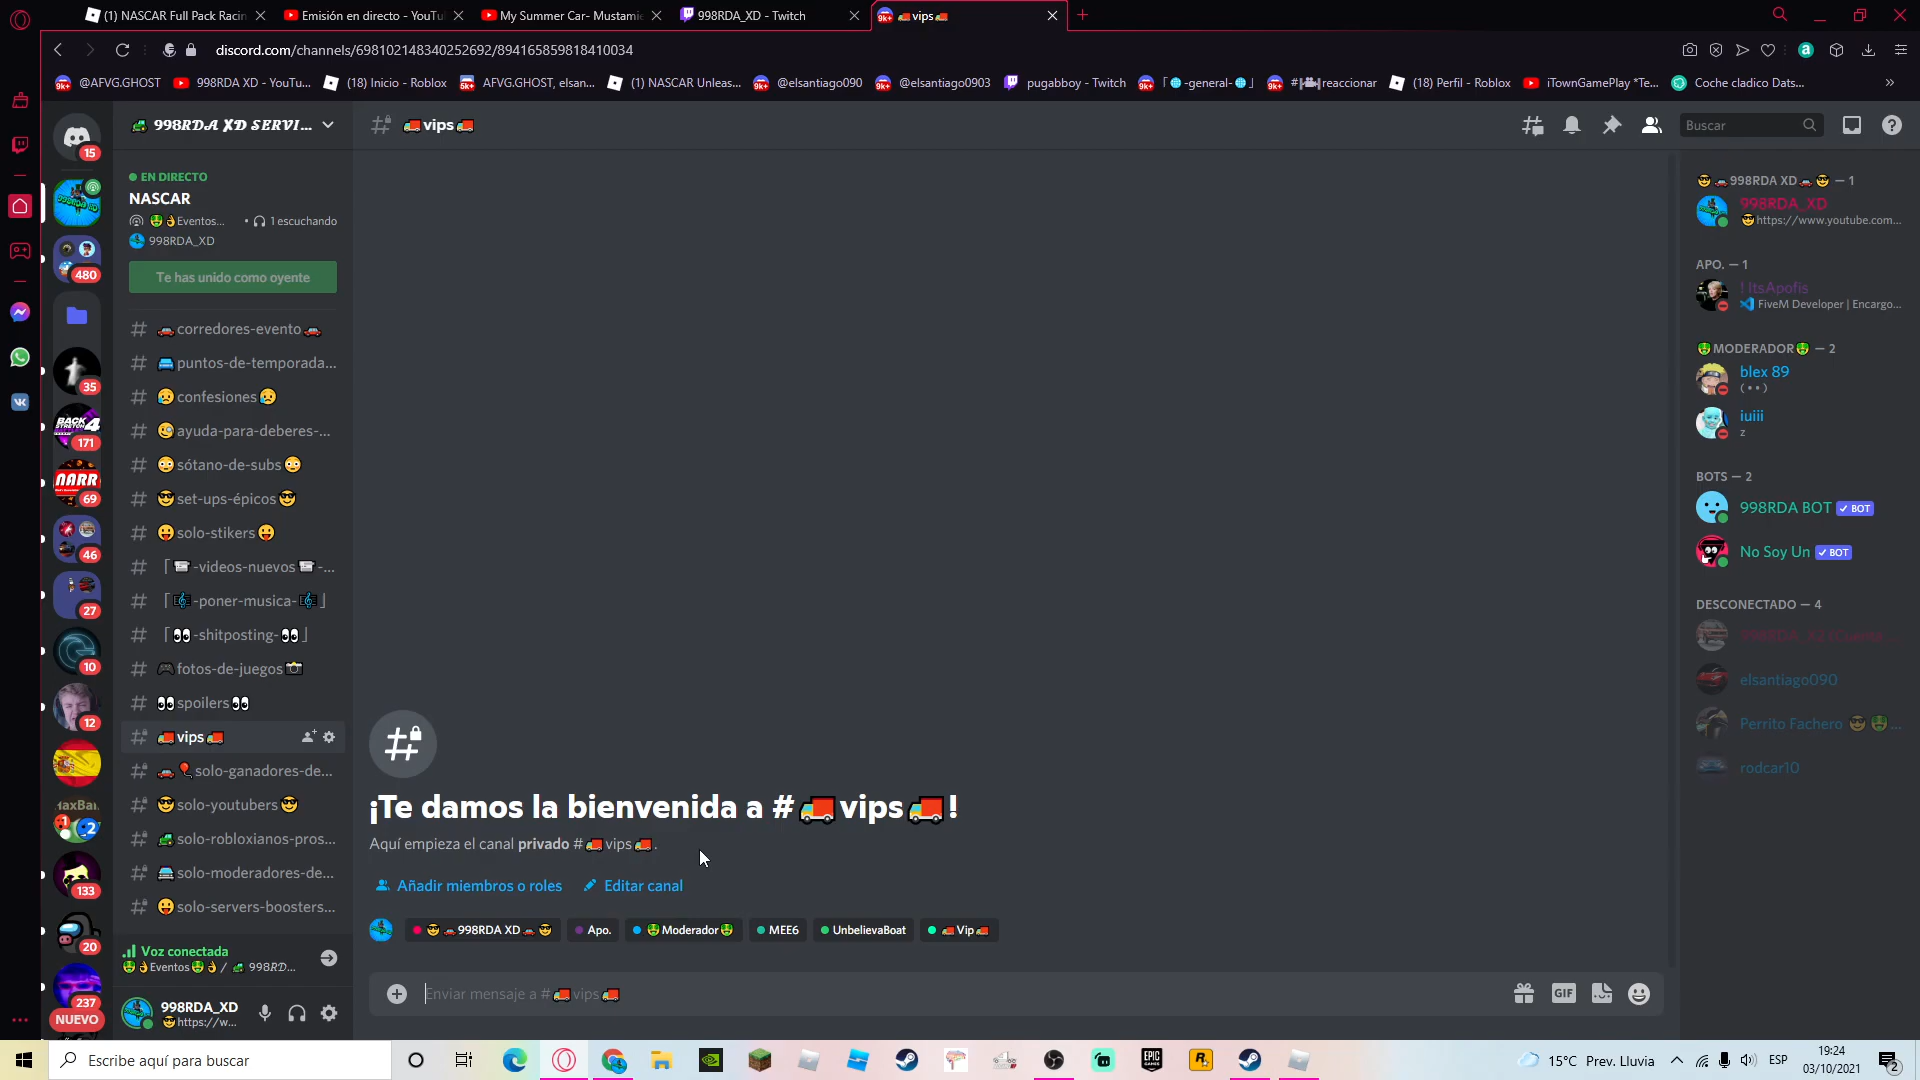 (1) NASCAR Full Pack Racin
Emisión en directo - YouTu
My Summer Car- Mustamie
998RDA_XD - Twitch
vips
discord.com/channels/698102148340252692/894165859818410034
@AFVG.GHOST
998RDA XD - YouTu...
(18) Inicio - Roblox
AFVG.GHOST, elsan...
(1) NASCAR Unleas...
@elsantiago090
@elsantiago0903
pugabboy - Twitch
「🌐-general-🌐」
#╠reaccionar
(18) Perfil - Roblox
iTownGamePlay *Te...
Coche cladico Dats...
15
480
35
171
69
46
27
10
12
133
20
237
NUEVO
BACK STRETCH 4
NARR
998RDA XD SERVI...
EN DIRECTO
NASCAR
Eventos... • 1 escuchando
998RDA_XD
Te has unido como oyente
# corredores-evento
# puntos-de-temporada...
# confesiones
# ayuda-para-deberes-...
# sótano-de-subs
# set-ups-épicos
# solo-stikers
# 「-videos-nuevos-...
# 「-poner-musica-」
# 「-shitposting-」
# fotos-de-juegos
# spoilers
# vips
# solo-ganadores-de...
# solo-youtubers
# solo-robloxianos-pros...
# solo-moderadores-de...
# solo-servers-boosters...
Voz conectada
Eventos / 998RD...
998RDA_XD
https://w...
# vips
Buscar
¡Te damos la bienvenida a #🚚vips🚚!
Aquí empieza el canal privado #🚚vips🚚.
Añadir miembros o roles
Editar canal
998RDA XD
Apo.
Moderador
MEE6
UnbelievaBoat
Vip
Enviar mensaje a #🚚vips🚚
GIF
998RDA XD — 1
998RDA_XD
https://www.youtube.com...
APO. — 1
! ItsApofis
FiveM Developer | Encargo...
MODERADOR — 2
blex 89
(••)
iuiii
z
BOTS — 2
998RDA BOT ✓ BOT
No Soy Un ✓ BOT
DESCONECTADO — 4
elsantiago090
Perrito Fachero 😎 ...
rodcar10
Escribe aquí para buscar
EPIC GAMES
15°C Prev. Lluvia
ESP
19:24
03/10/2021
2